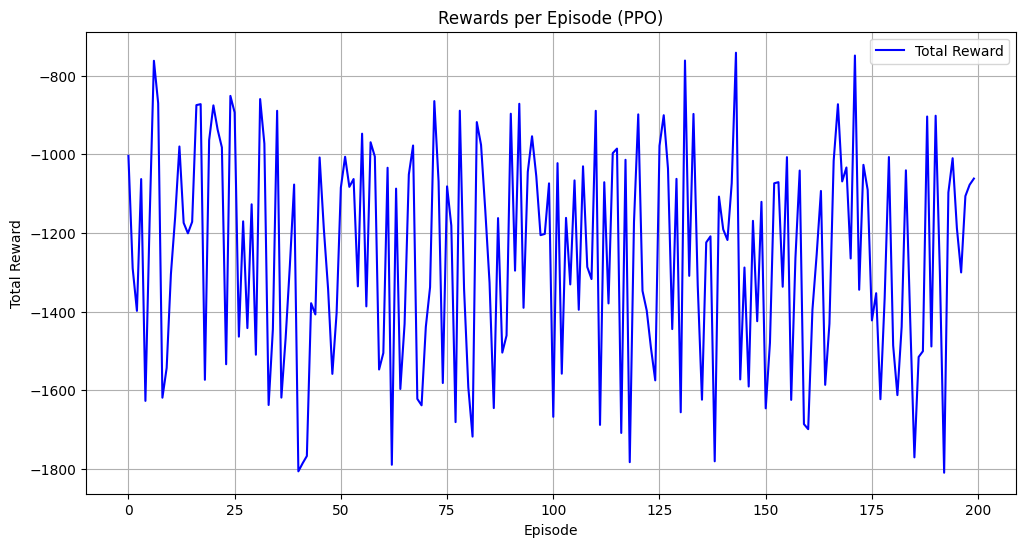 Rewards per Episode (PPO)
Total Reward
−800
−1000
−1200
−1400
−1600
−1800
Total Reward
0 25 50 75 100 125 150 175 200
Episode